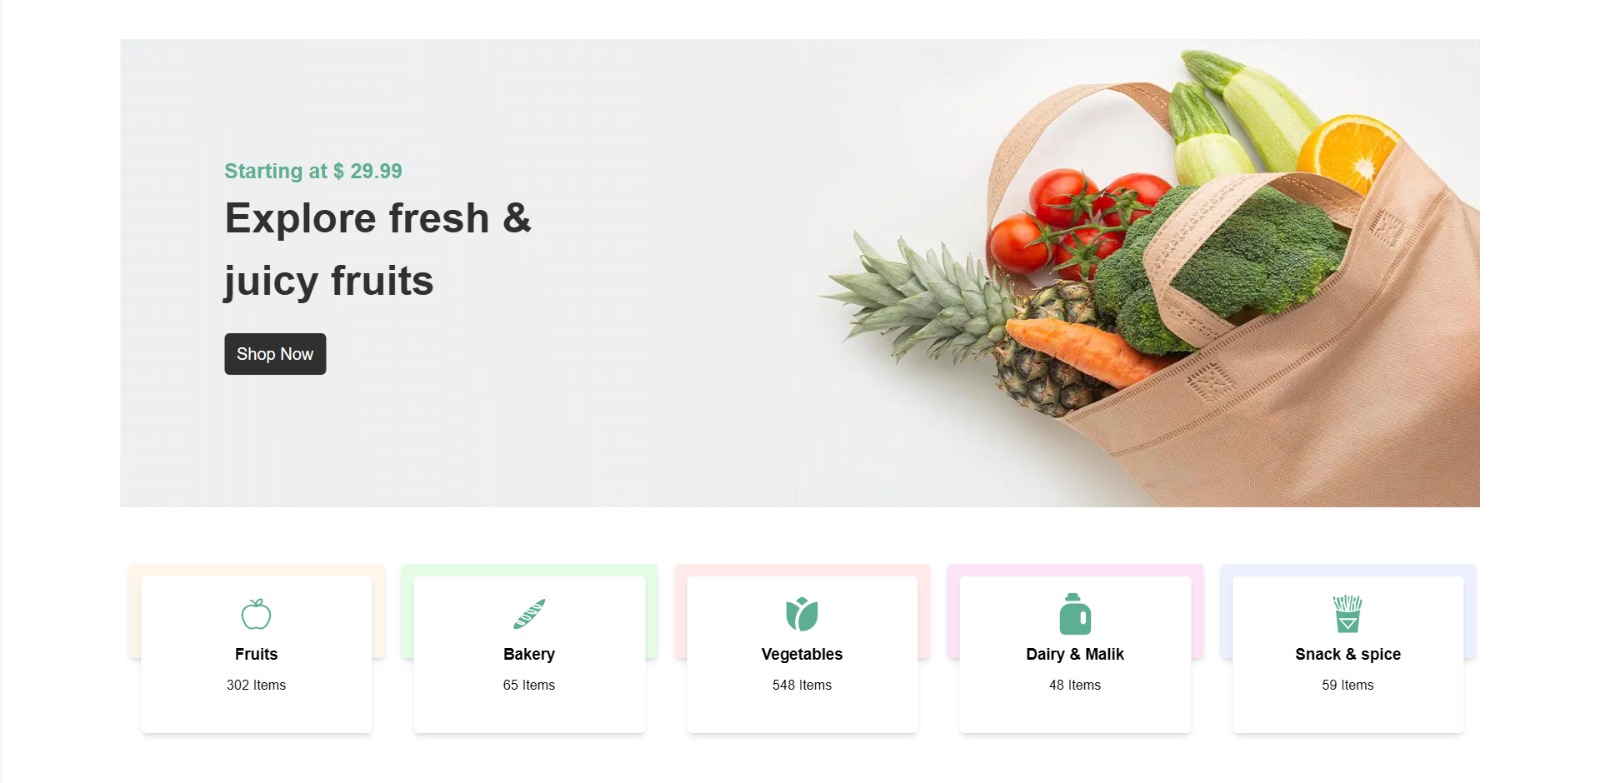 Starting at $ 29.99
Explore fresh &
juicy fruits
Shop Now
Fruits
302 Items
Bakery
65 Items
Vegetables
548 Items
Dairy & Malik
48 Items
Snack & spice
59 Items